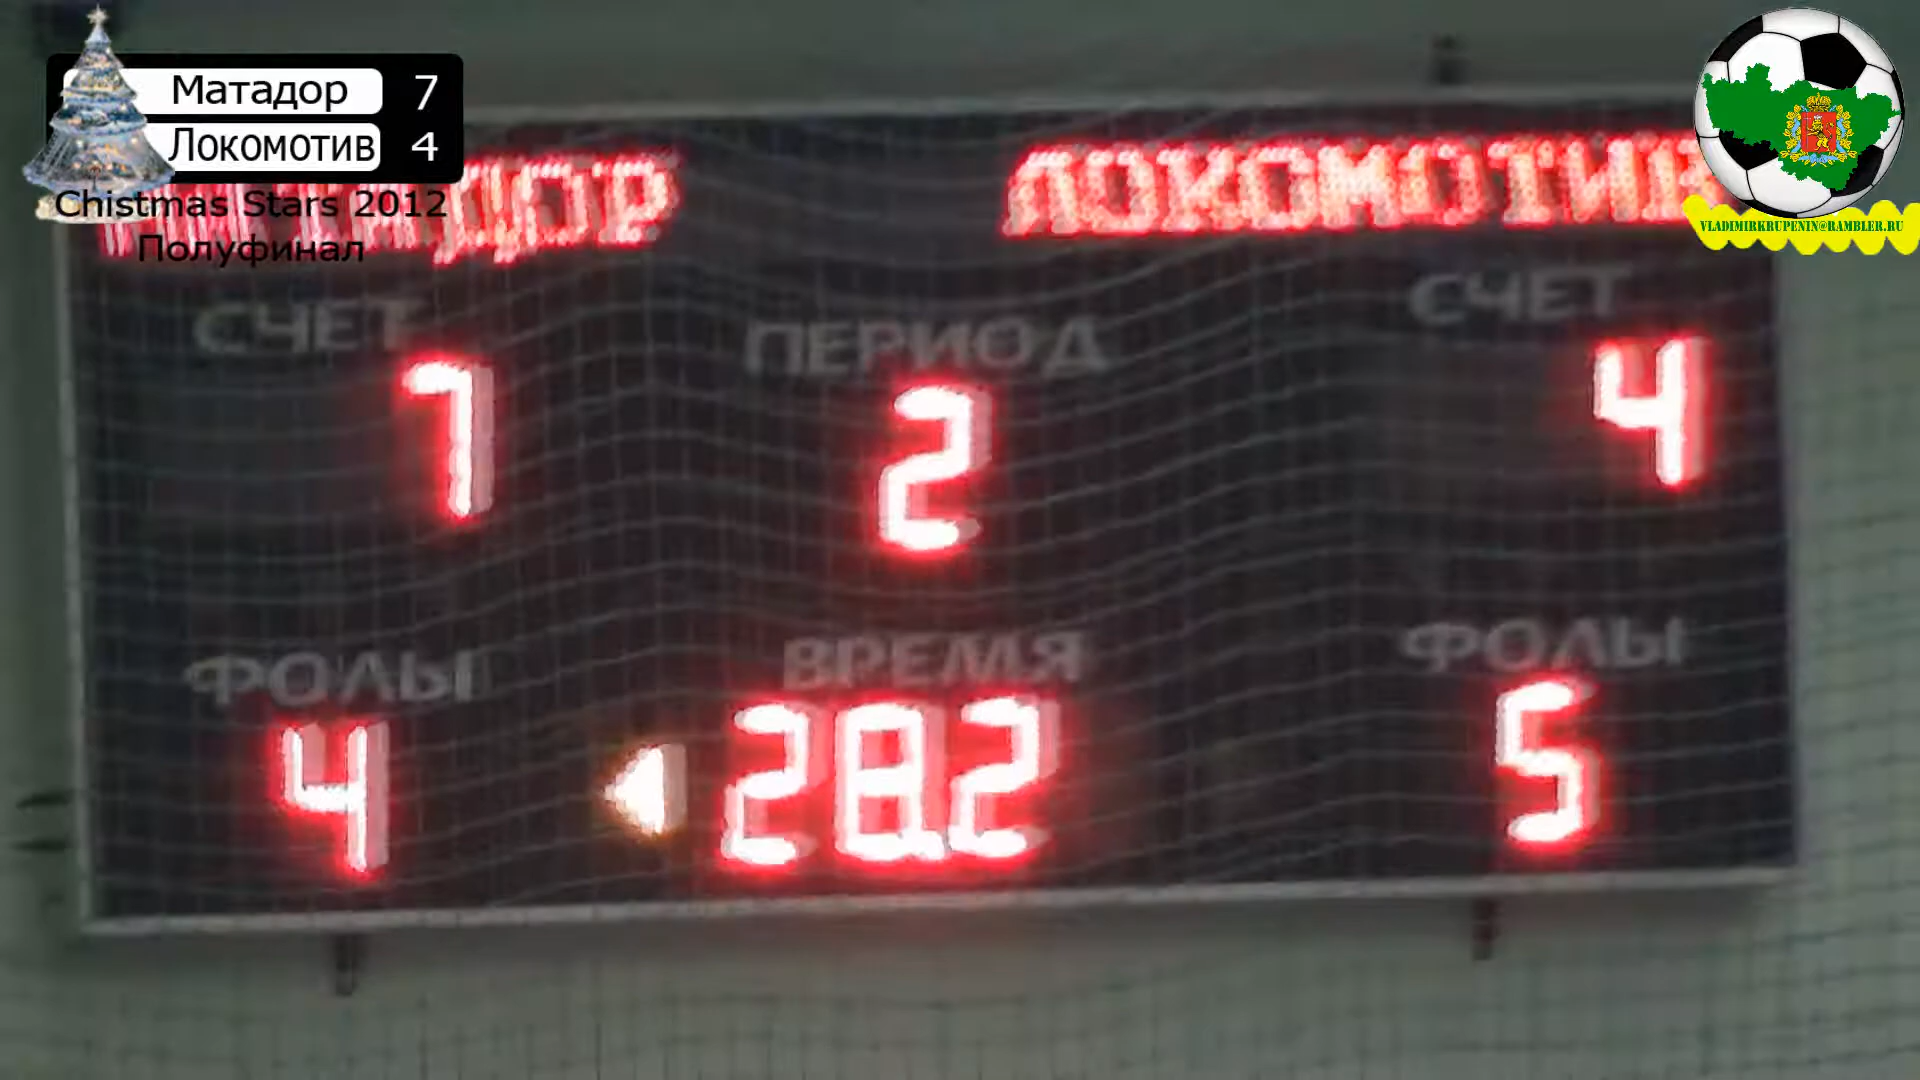 Матадор 7
Локомотив 4
Chistmas Stars 2012
Полуфинал
VLADIMIRKRUPENIN@RAMBLER.RU
ЛОКОМОТИВ
СЧЕТ ПЕРИОД СЧЕТ
7 2 4
ФОЛЫ ВРЕМЯ ФОЛЫ
4 28.2 5